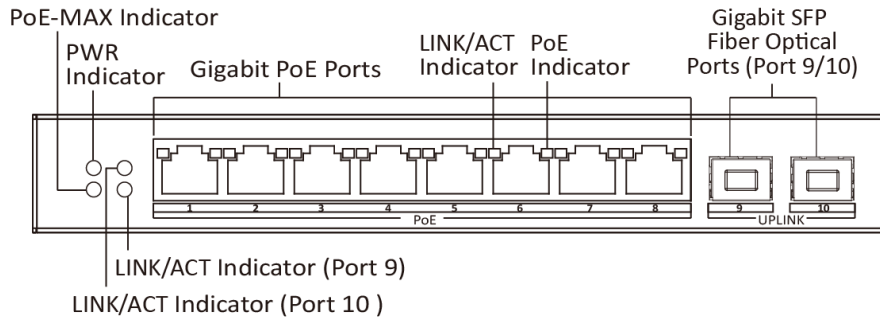 PoE-MAX Indicator
PWR
Indicator
Gigabit PoE Ports
LINK/ACT
Indicator
PoE
Indicator
Gigabit SFP
Fiber Optical
Ports (Port 9/10)
1 2 3 4 5 6 7 8
PoE
9 10
UPLINK
LINK/ACT Indicator (Port 9)
LINK/ACT Indicator (Port 10 )